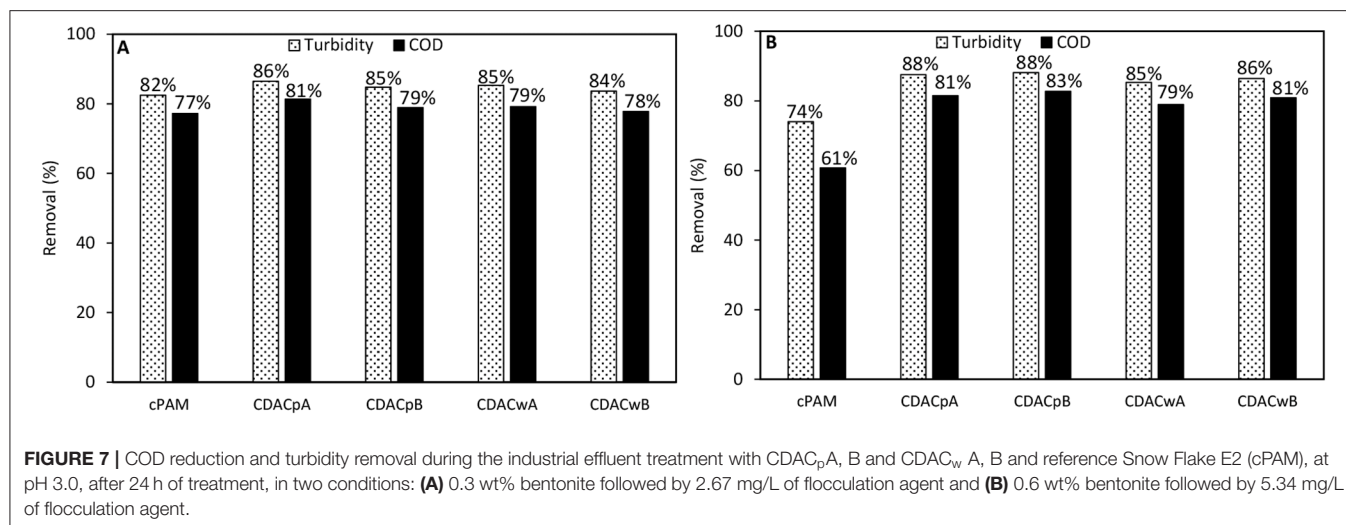 A
Turbidity COD
100
80
60
40
20
0
Removal (%)
82% 77% 86% 81% 85% 79% 85% 79% 84% 78%
cPAM CDACpA CDACpB CDACwA CDACwB
B
Turbidity COD
100
80
60
40
20
0
Removal (%)
74% 61% 88% 81% 88% 83% 85% 79% 86% 81%
cPAM CDACpA CDACpB CDACwA CDACwB
FIGURE 7 | COD reduction and turbidity removal during the industrial effluent treatment with CDACpA, B and CDACw A, B and reference Snow Flake E2 (cPAM), at
pH 3.0, after 24 h of treatment, in two conditions: (A) 0.3 wt% bentonite followed by 2.67 mg/L of flocculation agent and (B) 0.6 wt% bentonite followed by 5.34 mg/L
of flocculation agent.